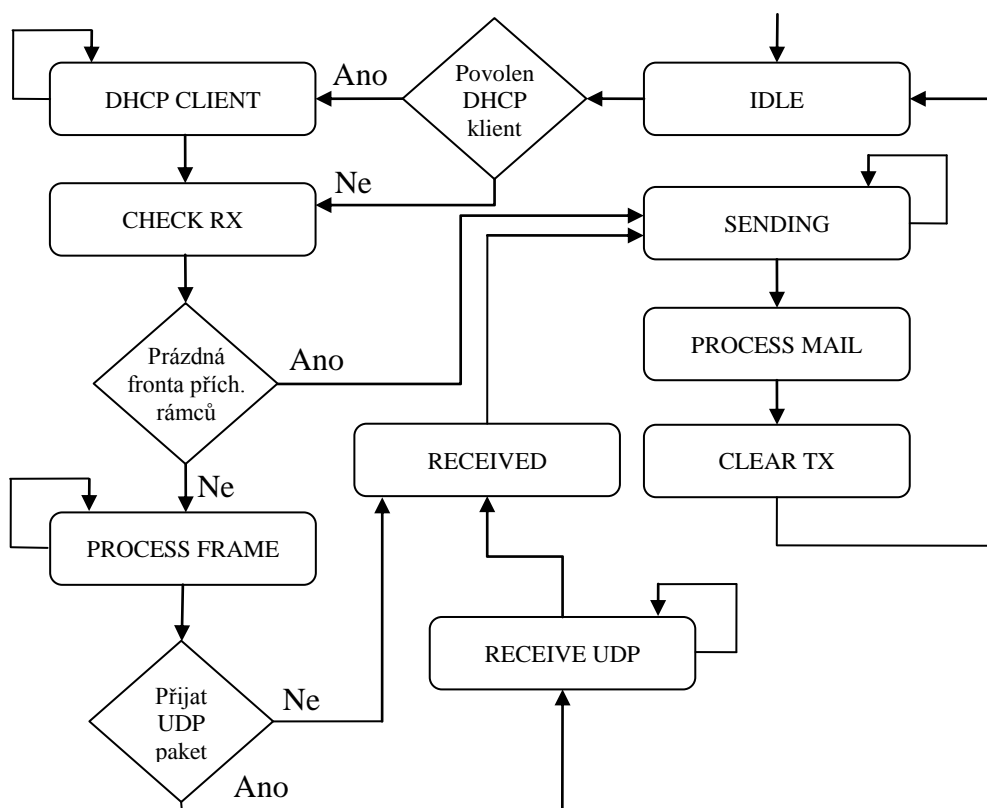 Povolen
DHCP
klient
Ano
DHCP CLIENT
IDLE
Ne
CHECK RX
SENDING
Prázdná
fronta přích.
rámců
Ano
PROCESS MAIL
RECEIVED
CLEAR TX
Ne
PROCESS FRAME
RECEIVE UDP
Přijat
UDP
paket
Ne
Ano